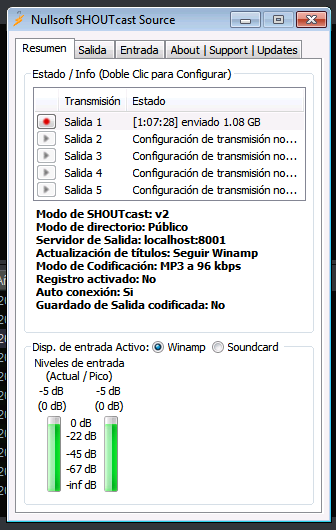 Nullsoft SHOUTcast Source
Resumen Salida Entrada About | Support | Updates
Estado / Info (Doble Clic para Configurar)
Transmisión Estado
Salida 1 [1:07:28] enviado 1.08 GB
Salida 2 Configuración de transmisión no...
Salida 3 Configuración de transmisión no...
Salida 4 Configuración de transmisión no...
Salida 5 Configuración de transmisión no...
Modo de SHOUTcast: v2
Modo de directorio: Público
Servidor de Salida: localhost:8001
Actualización de títulos: Seguir Winamp
Modo de Codificación: MP3 a 96 kbps
Registro activado: No
Auto conexión: Si
Guardado de Salida codificada: No
Disp. de entrada Activo: Winamp Soundcard
Niveles de entrada
(Actual / Pico)
-5 dB -5 dB
(0 dB) (0 dB)
0 dB
-22 dB
-45 dB
-67 dB
-inf dB